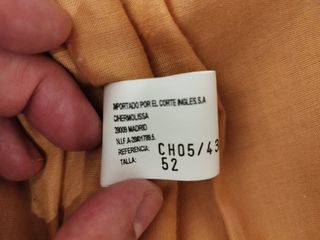 IMPORTADO POR EL CORTE INGLES.S.A
C/HERMOSILLA
28009 MADRID
N.I.F. A-28017895
REFERENCIA: CH05/43
TALLA: 52